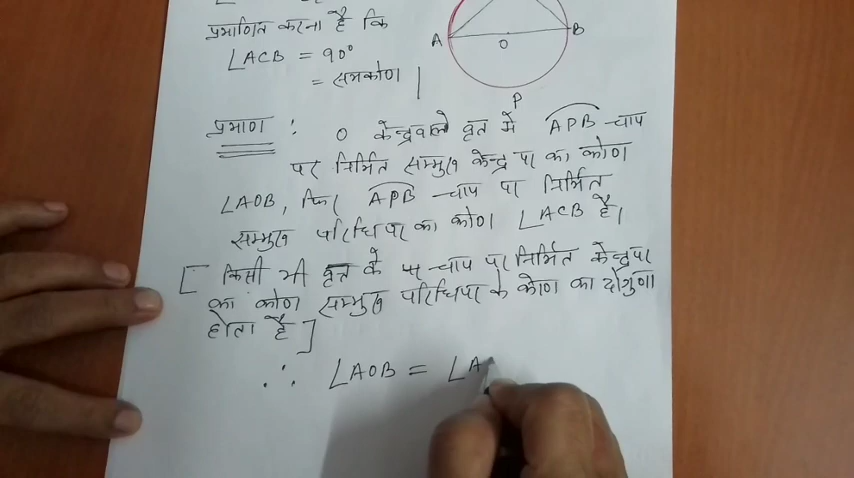 प्रमाणित करना है कि
∠ACB = 90°
= समकोण |
A
B
O
P
प्रमाण : O केन्द्रवाले वृत में APB चाप
पर निर्मित सम्मुख केन्द्र पर का कोण
∠AOB, फिर APB चाप पर निर्मित
सम्मुख परिधिपर का कोण ∠ACB है।
[ किसी भी वृत के चाप पर निर्मित केन्द्रपर
का कोण सम्मुख परिधिपर के कोण का दोगुणा
होता है ]
∴ ∠AOB = ∠A